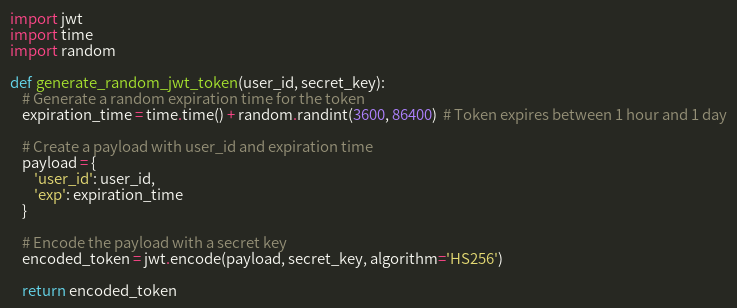 import jwt
import time
import random

def generate_random_jwt_token(user_id, secret_key):
    # Generate a random expiration time for the token
    expiration_time = time.time() + random.randint(3600, 86400)  # Token expires between 1 hour and 1 day

    # Create a payload with user_id and expiration time
    payload = {
        'user_id': user_id,
        'exp': expiration_time
    }

    # Encode the payload with a secret key
    encoded_token = jwt.encode(payload, secret_key, algorithm='HS256')

    return encoded_token